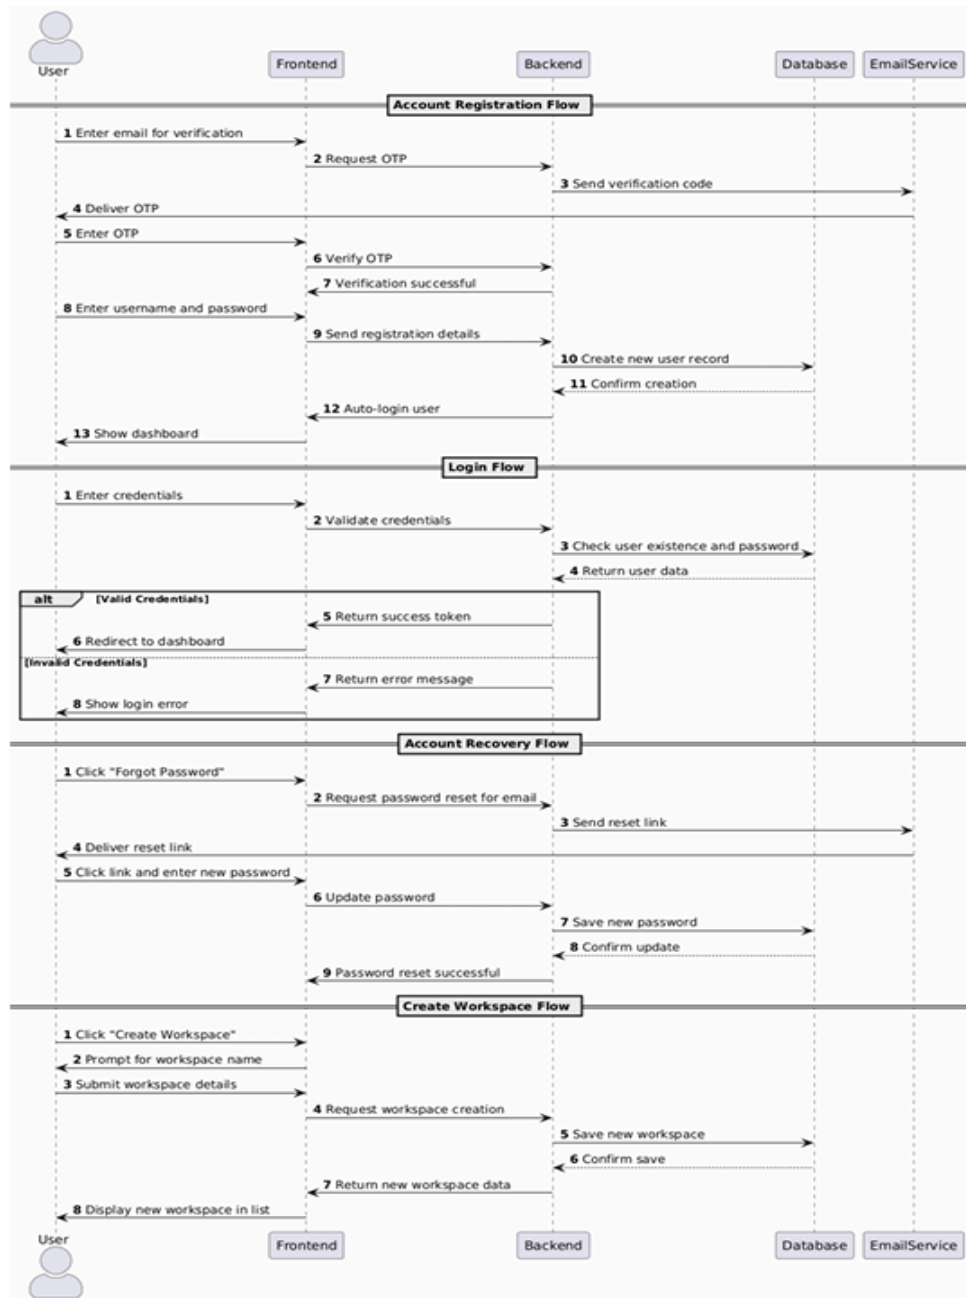 User
Frontend
Backend
Database
EmailService
Account Registration Flow
1 Enter email for verification
2 Request OTP
3 Send verification code
4 Deliver OTP
5 Enter OTP
6 Verify OTP
7 Verification successful
8 Enter username and password
9 Send registration details
10 Create new user record
11 Confirm creation
12 Auto-login user
13 Show dashboard
Login Flow
1 Enter credentials
2 Validate credentials
3 Check user existence and password
4 Return user data
alt [Valid Credentials]
5 Return success token
6 Redirect to dashboard
[Invalid Credentials]
7 Return error message
8 Show login error
Account Recovery Flow
1 Click "Forgot Password"
2 Request password reset for email
3 Send reset link
4 Deliver reset link
5 Click link and enter new password
6 Update password
7 Save new password
8 Confirm update
9 Password reset successful
Create Workspace Flow
1 Click "Create Workspace"
2 Prompt for workspace name
3 Submit workspace details
4 Request workspace creation
5 Save new workspace
6 Confirm save
7 Return new workspace data
8 Display new workspace in list
User
Frontend
Backend
Database
EmailService